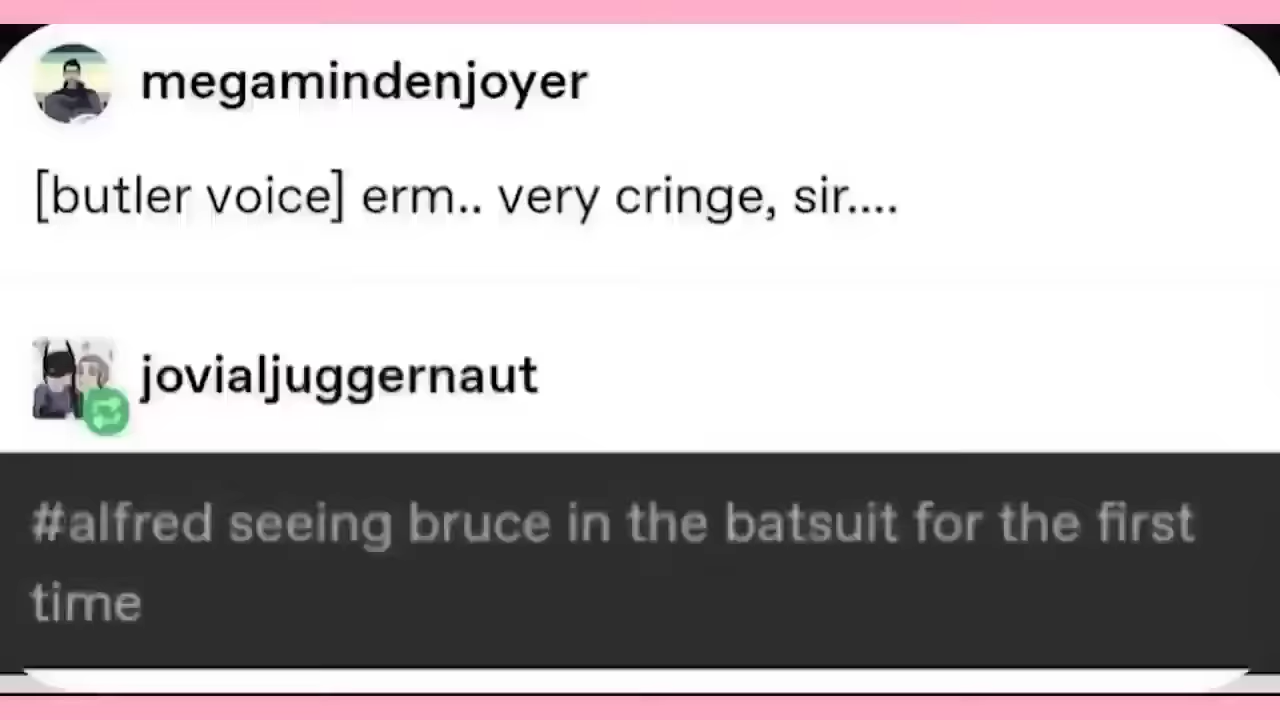 megamindenjoyer
[butler voice] erm.. very cringe, sir....
jovialjuggernaut
#alfred seeing bruce in the batsuit for the first
time